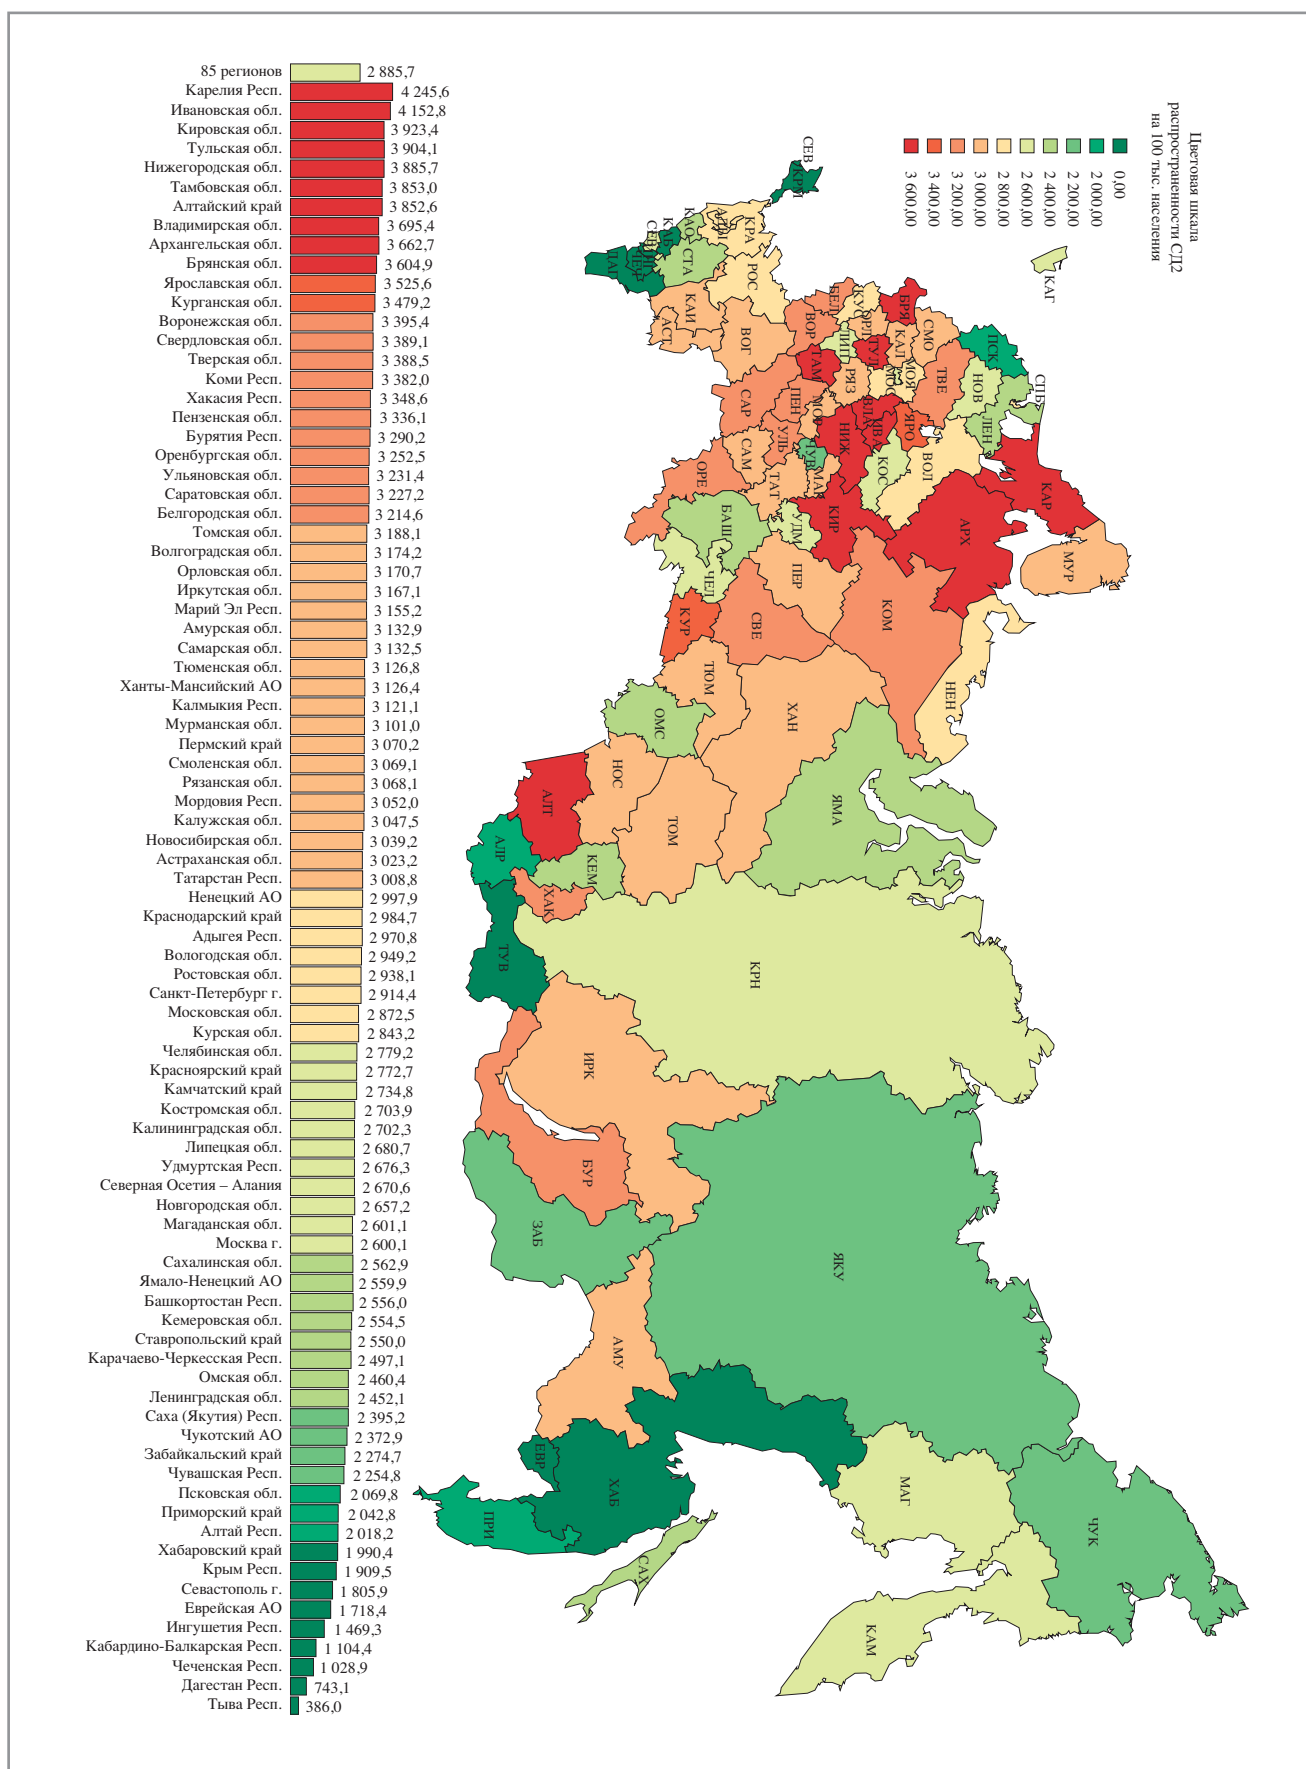 85 регионов 2 885,7
Карелия Респ. 4 245,6
Ивановская обл. 4 152,8
Кировская обл. 3 923,4
Тульская обл. 3 904,1
Нижегородская обл. 3 885,7
Тамбовская обл. 3 853,0
Алтайский край 3 852,6
Владимирская обл. 3 695,4
Архангельская обл. 3 662,7
Брянская обл. 3 604,9
Ярославская обл. 3 525,6
Курганская обл. 3 479,2
Воронежская обл. 3 395,4
Свердловская обл. 3 389,1
Тверская обл. 3 388,5
Коми Респ. 3 382,0
Хакасия Респ. 3 348,6
Пензенская обл. 3 336,1
Бурятия Респ. 3 290,2
Оренбургская обл. 3 252,5
Ульяновская обл. 3 231,4
Саратовская обл. 3 227,2
Белгородская обл. 3 214,6
Томская обл. 3 188,1
Волгоградская обл. 3 174,2
Орловская обл. 3 170,7
Иркутская обл. 3 167,1
Марий Эл Респ. 3 155,2
Амурская обл. 3 132,9
Самарская обл. 3 132,5
Тюменская обл. 3 126,8
Ханты-Мансийский АО 3 126,4
Калмыкия Респ. 3 121,1
Мурманская обл. 3 101,0
Пермский край 3 070,2
Смоленская обл. 3 069,1
Рязанская обл. 3 068,1
Мордовия Респ. 3 052,0
Калужская обл. 3 047,5
Новосибирская обл. 3 039,2
Астраханская обл. 3 023,2
Татарстан Респ. 3 008,8
Ненецкий АО 2 997,9
Краснодарский край 2 984,7
Адыгея Респ. 2 970,8
Вологодская обл. 2 949,2
Ростовская обл. 2 938,1
Санкт-Петербург г. 2 914,4
Московская обл. 2 872,5
Курская обл. 2 843,2
Челябинская обл. 2 779,2
Красноярский край 2 772,7
Камчатский край 2 734,8
Костромская обл. 2 703,9
Калининградская обл. 2 702,3
Липецкая обл. 2 680,7
Удмуртская Респ. 2 676,3
Северная Осетия – Алания 2 670,6
Новгородская обл. 2 657,2
Магаданская обл. 2 601,1
Москва г. 2 600,1
Сахалинская обл. 2 562,9
Ямало-Ненецкий АО 2 559,9
Башкортостан Респ. 2 556,0
Кемеровская обл. 2 554,5
Ставропольский край 2 550,0
Карачаево-Черкесская Респ. 2 497,1
Омская обл. 2 460,4
Ленинградская обл. 2 452,1
Саха (Якутия) Респ. 2 395,2
Чукотский АО 2 372,9
Забайкальский край 2 274,7
Чувашская Респ. 2 254,8
Псковская обл. 2 069,8
Приморский край 2 042,8
Алтай Респ. 2 018,2
Хабаровский край 1 990,4
Крым Респ. 1 909,5
Севастополь г. 1 805,9
Еврейская АО 1 718,4
Ингушетия Респ. 1 469,3
Кабардино-Балкарская Респ. 1 104,4
Чеченская Респ. 1 028,9
Дагестан Респ. 743,1
Тыва Респ. 386,0
Цветовая шкала
распространенности СД2
на 100 тыс. населения
0,00
2 000,00
2 200,00
2 400,00
2 600,00
2 800,00
3 000,00
3 200,00
3 400,00
3 600,00
СЕВ
КРМ
КАГ
КРА
КАО
СТА
РОС
ДАГ
КАИ
АСТ
ВОГ
БЕЛ
ВОР
БРЯ
СМО
КАЛ
ТУЛ
ЛИП
ТАМ
РЯЗ
ПСК
НОВ
ТВЕ
СПБ
ЛЕН
САР
ПЕН
МОР
НИЖ
ВЛА
ИВА
ЯРО
КОС
ВОЛ
КАР
МУР
АРХ
САМ
УЛЬ
ЧУВ
МАР
ТАТ
КИР
ОРЕ
БАШ
УДМ
ПЕР
ЧЕЛ
КУР
СВЕ
КОМ
НЕН
ТЮМ
ХАН
ОМС
НОС
ТОМ
ЯМА
АЛТ
АЛР
КЕМ
ХАК
ТУВ
КРН
ИРК
БУР
ЗАБ
ЯКУ
АМУ
ЕВР
ХАБ
ПРИ
САХ
МАГ
ЧУК
КАМ